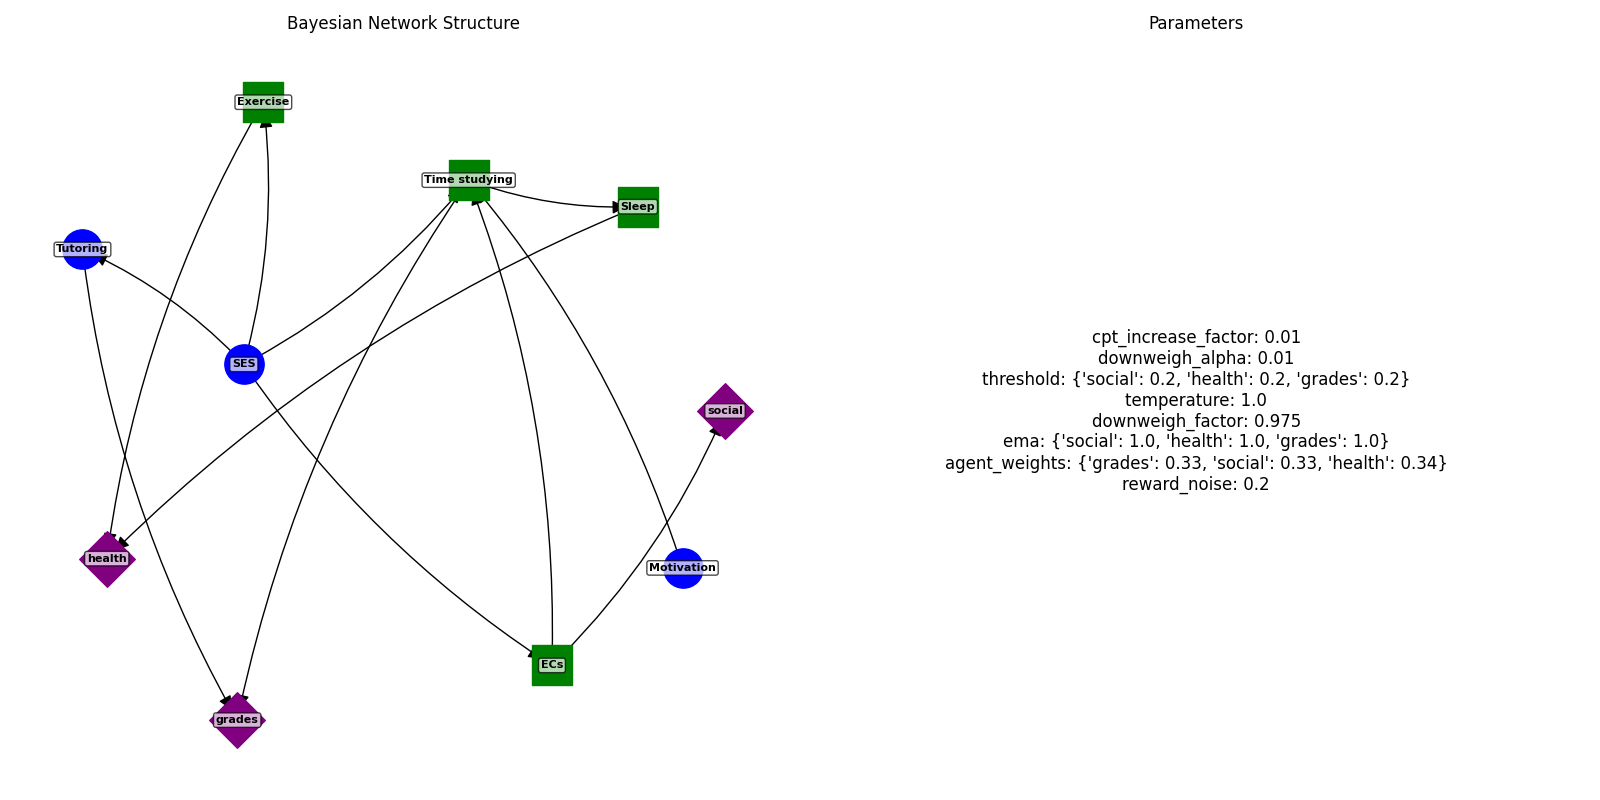 Bayesian Network Structure
Parameters
Exercise
Time studying
Sleep
Tutoring
SES
social
health
Motivation
ECs
grades
cpt_increase_factor: 0.01
downweigh_alpha: 0.01
threshold: {'social': 0.2, 'health': 0.2, 'grades': 0.2}
temperature: 1.0
downweigh_factor: 0.975
ema: {'social': 1.0, 'health': 1.0, 'grades': 1.0}
agent_weights: {'grades': 0.33, 'social': 0.33, 'health': 0.34}
reward_noise: 0.2